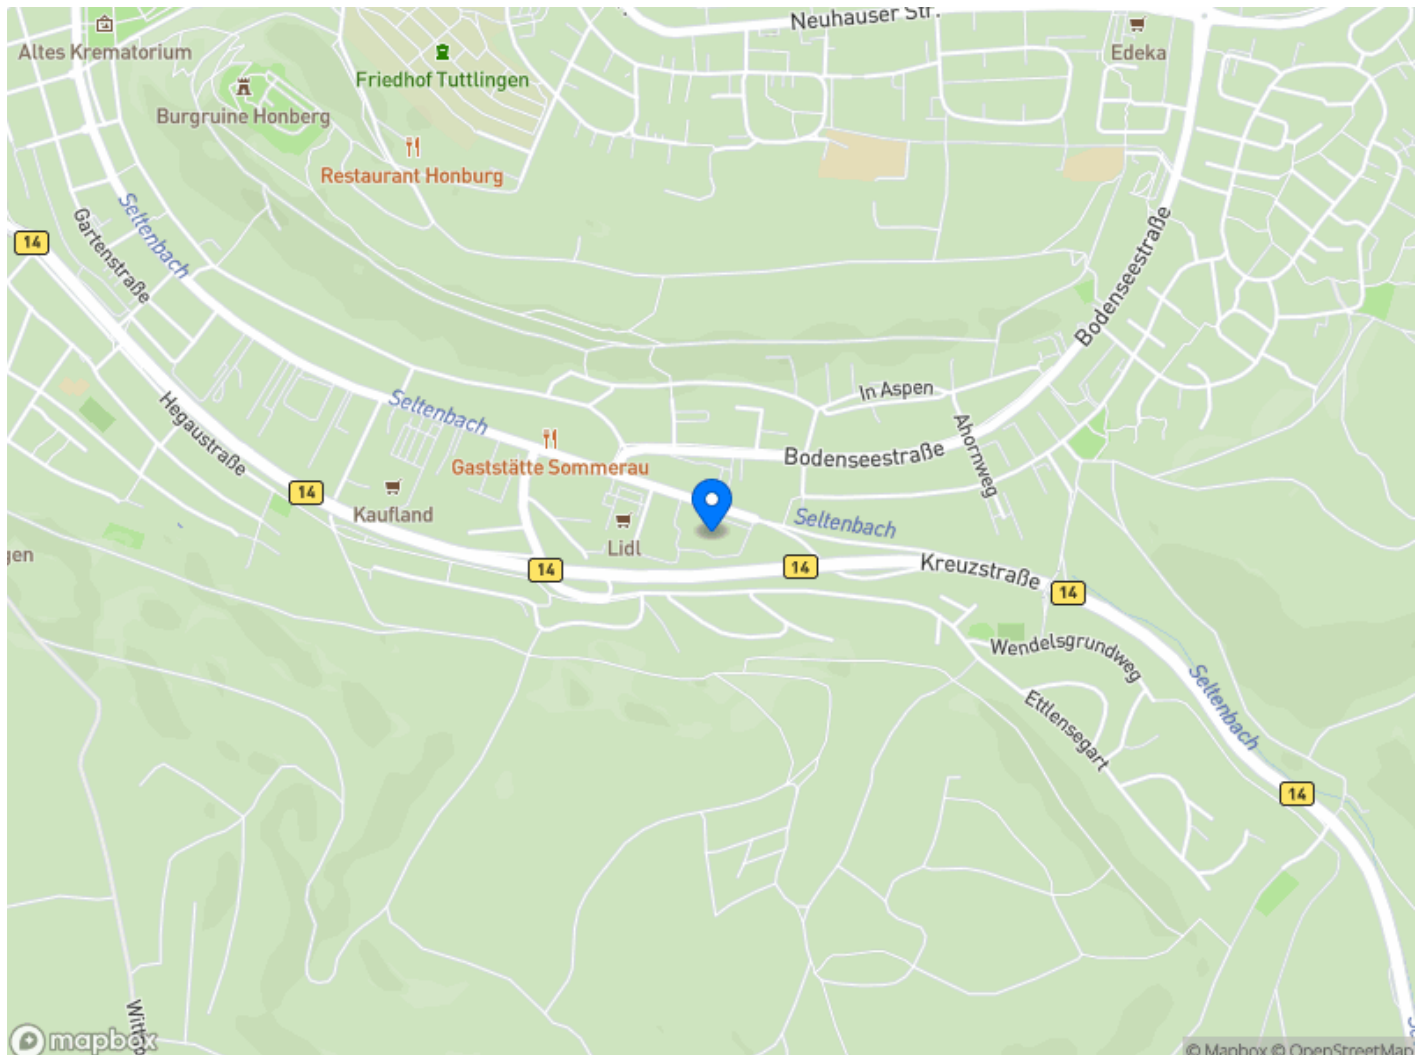 Neuhauser Str.
Altes Krematorium
Edeka
Friedhof Tuttlingen
Burgruine Honberg
Restaurant Honburg
Seltenbach
Gartenstraße
14
Bodenseestraße
Hegaustraße
Seltenbach
In Aspen
Ahornweg
Gaststätte Sommerau
Bodenseestraße
14
Kaufland
Lidl
Seltenbach
14
14
Kreuzstraße
14
Wendelsgrundweg
Ettlensegart
Seltenbach
14
mapbox
© Mapbox © OpenStreetMap